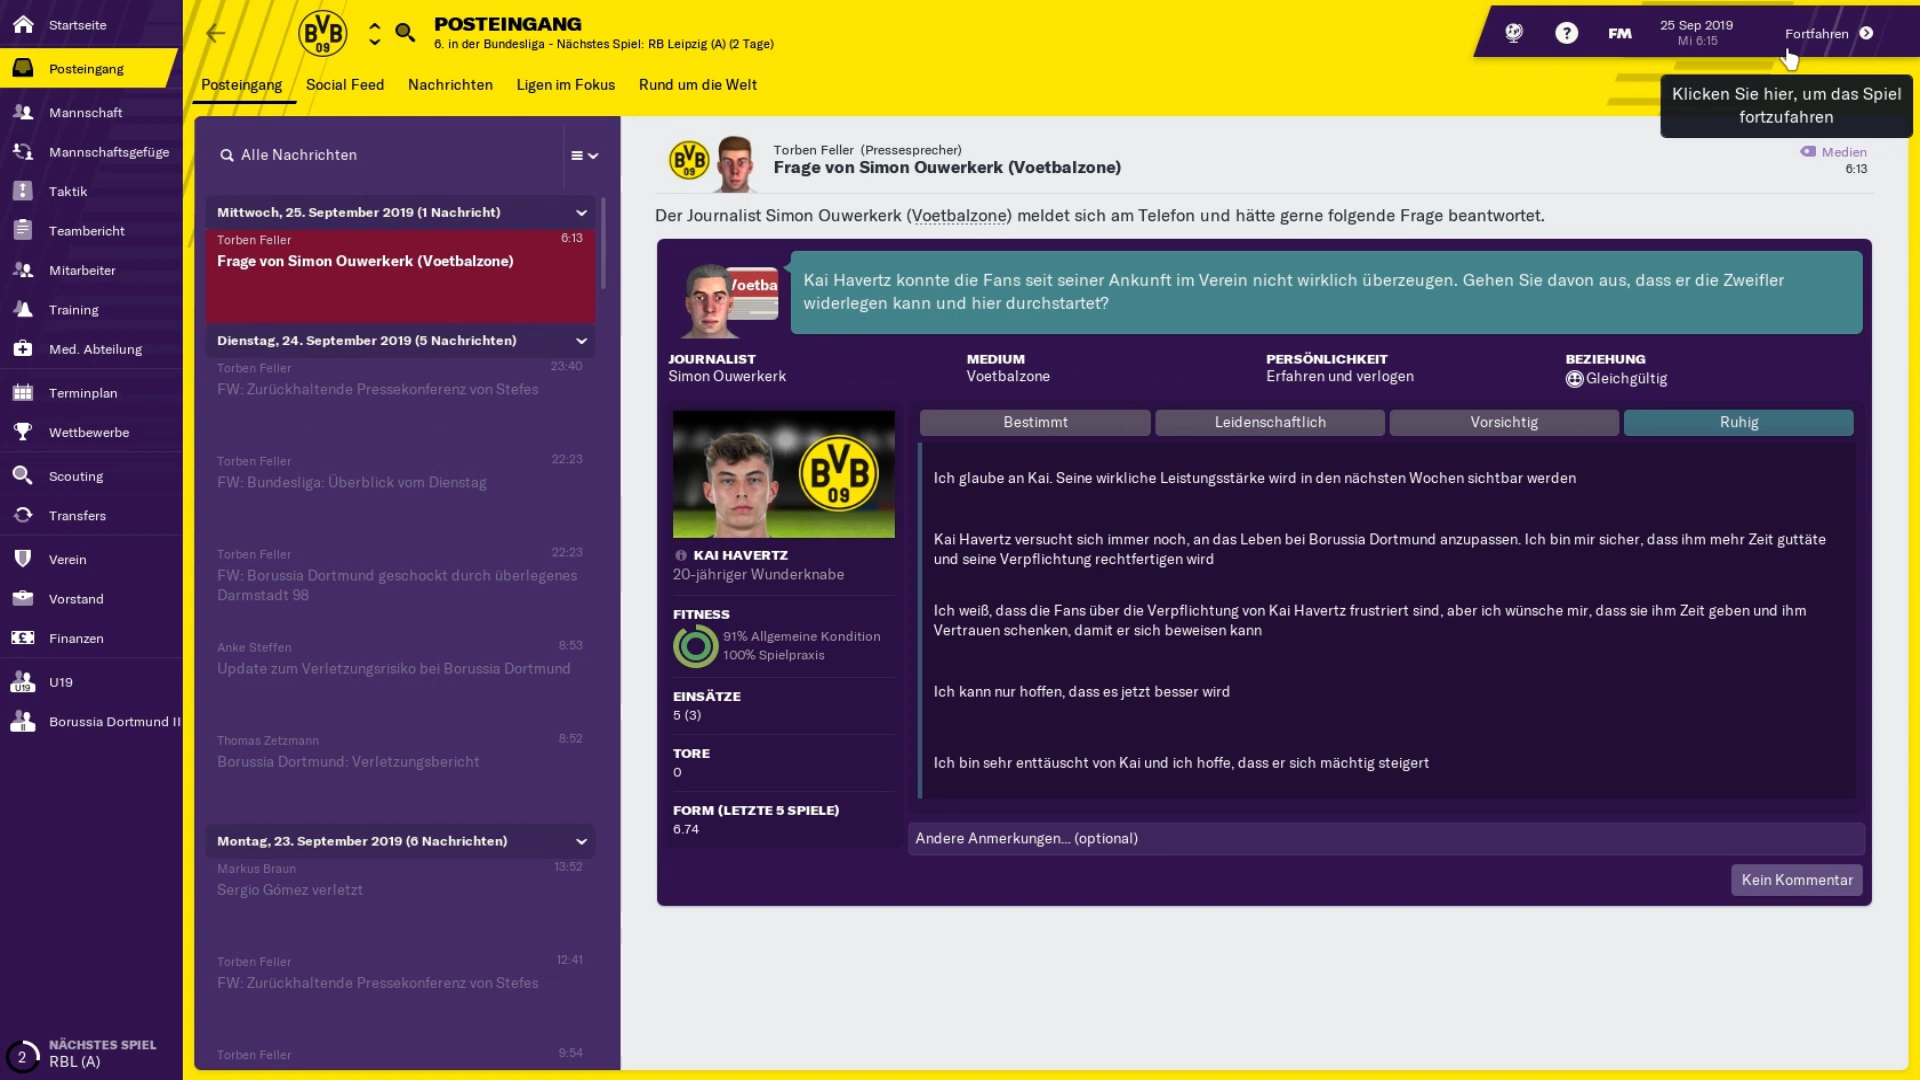 Startseite
Posteingang
Mannschaft
Mannschaftsgefüge
Taktik
Teambericht
Mitarbeiter
Training
Med. Abteilung
Terminplan
Wettbewerbe
Scouting
Transfers
Verein
Vorstand
Finanzen
U19
U19
II
Borussia Dortmund II
2
NÄCHSTES SPIEL
RBL (A)
BVB
09
POSTEINGANG
6. in der Bundesliga - Nächstes Spiel: RB Leipzig (A) (2 Tage)
?
FM
25 Sep 2019
Mi 6:15
Fortfahren
Klicken Sie hier, um das Spiel
fortzufahren
Posteingang
Social Feed
Nachrichten
Ligen im Fokus
Rund um die Welt
Alle Nachrichten
Mittwoch, 25. September 2019 (1 Nachricht)
Torben Feller
6:13
Frage von Simon Ouwerkerk (Voetbalzone)
Dienstag, 24. September 2019 (5 Nachrichten)
Torben Feller
23:40
FW: Zurückhaltende Pressekonferenz von Stefes
Torben Feller
22:23
FW: Bundesliga: Überblick vom Dienstag
Torben Feller
22:23
FW: Borussia Dortmund geschockt durch überlegenes
Darmstadt 98
Anke Steffen
8:53
Update zum Verletzungsrisiko bei Borussia Dortmund
Thomas Zetzmann
8:52
Borussia Dortmund: Verletzungsbericht
Montag, 23. September 2019 (6 Nachrichten)
Markus Braun
13:52
Sergio Gómez verletzt
Torben Feller
12:41
FW: Zurückhaltende Pressekonferenz von Stefes
Torben Feller
9:54
BVB
09
Torben Feller (Pressesprecher)
Frage von Simon Ouwerkerk (Voetbalzone)
Medien
6:13
Der Journalist Simon Ouwerkerk (Voetbalzone) meldet sich am Telefon und hätte gerne folgende Frage beantwortet.
Voetba
Kai Havertz konnte die Fans seit seiner Ankunft im Verein nicht wirklich überzeugen. Gehen Sie davon aus, dass er die Zweifler
widerlegen kann und hier durchstartet?
JOURNALIST
Simon Ouwerkerk
MEDIUM
Voetbalzone
PERSÖNLICHKEIT
Erfahren und verlogen
BEZIEHUNG
Gleichgültig
BVB
09
KAI HAVERTZ
20-jähriger Wunderknabe
FITNESS
91% Allgemeine Kondition
100% Spielpraxis
EINSÄTZE
5 (3)
TORE
0
FORM (LETZTE 5 SPIELE)
6.74
Bestimmt
Leidenschaftlich
Vorsichtig
Ruhig
Ich glaube an Kai. Seine wirkliche Leistungsstärke wird in den nächsten Wochen sichtbar werden
Kai Havertz versucht sich immer noch, an das Leben bei Borussia Dortmund anzupassen. Ich bin mir sicher, dass ihm mehr Zeit guttäte
und seine Verpflichtung rechtfertigen wird
Ich weiß, dass die Fans über die Verpflichtung von Kai Havertz frustriert sind, aber ich wünsche mir, dass sie ihm Zeit geben und ihm
Vertrauen schenken, damit er sich beweisen kann
Ich kann nur hoffen, dass es jetzt besser wird
Ich bin sehr enttäuscht von Kai und ich hoffe, dass er sich mächtig steigert
Andere Anmerkungen... (optional)
Kein Kommentar